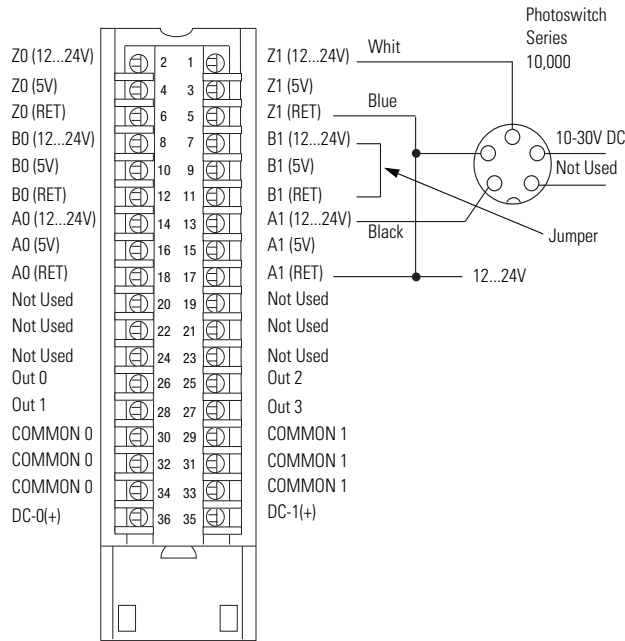 Photoswitch
Series
10,000
Z0 (12...24V) 2 1 Z1 (12...24V) Whit
Z0 (5V) 4 3 Z1 (5V)
Z0 (RET) 6 5 Z1 (RET) Blue
B0 (12...24V) 8 7 B1 (12...24V) 10-30V DC
B0 (5V) 10 9 B1 (5V) Not Used
B0 (RET) 12 11 B1 (RET)
A0 (12...24V) 14 13 A1 (12...24V) Black Jumper
A0 (5V) 16 15 A1 (5V)
A0 (RET) 18 17 A1 (RET) 12...24V
Not Used 20 19 Not Used
Not Used 22 21 Not Used
Not Used 24 23 Not Used
Out 0 26 25 Out 2
Out 1 28 27 Out 3
COMMON 0 30 29 COMMON 1
COMMON 0 32 31 COMMON 1
COMMON 0 34 33 COMMON 1
DC-0(+) 36 35 DC-1(+)